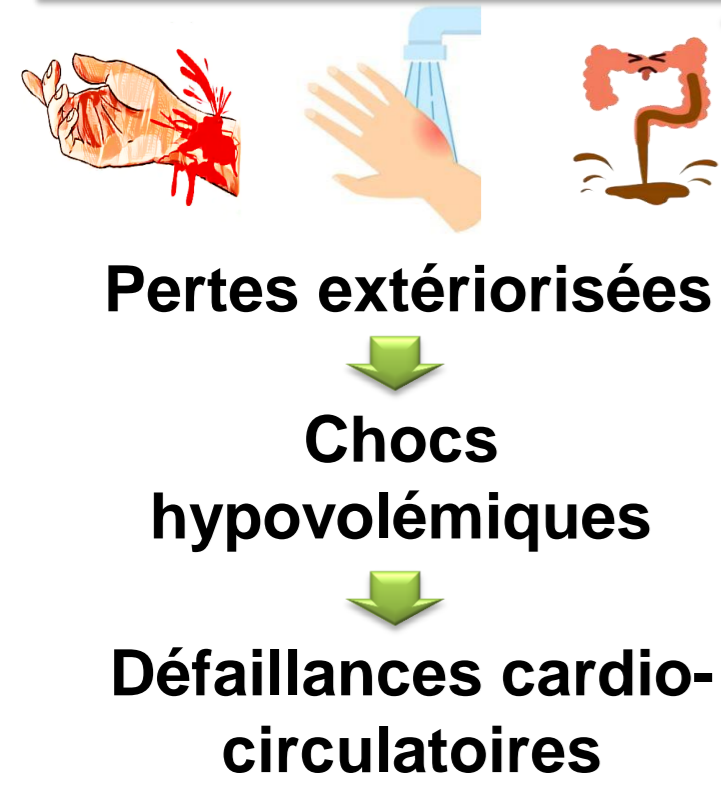 Pertes extériorisées
Chocs
hypovolémiques
Défaillances cardio-
circulatoires